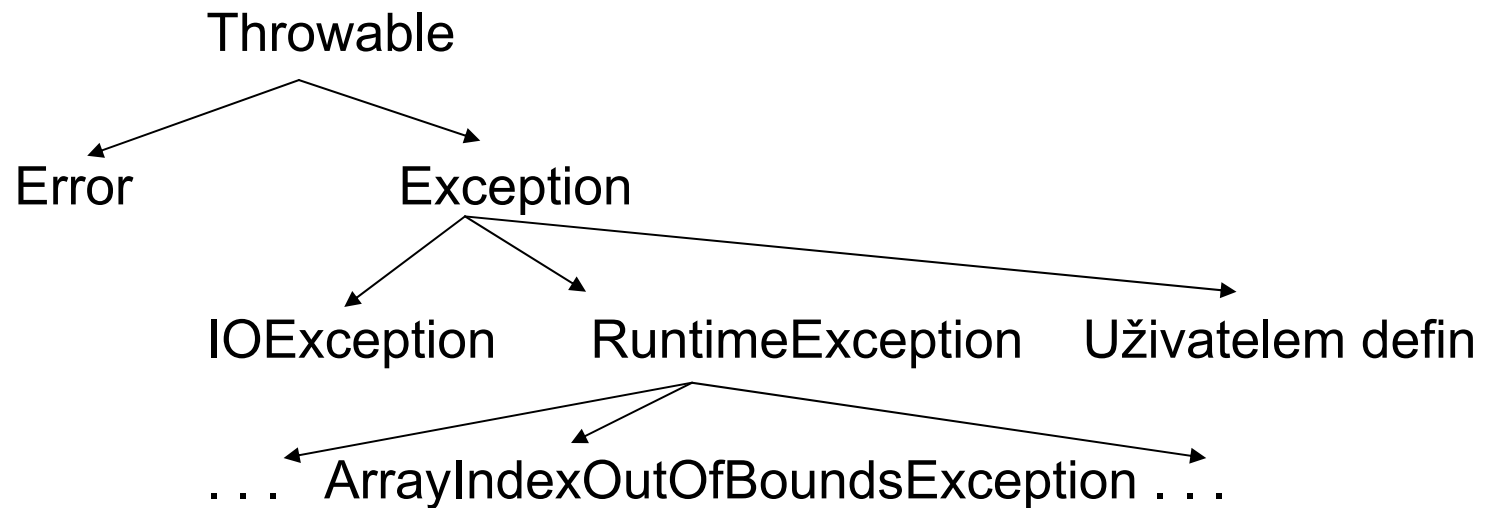 Throwable
Error Exception
IOException RuntimeException Uživatelem defin
. . . ArrayIndexOutOfBoundsException . . .